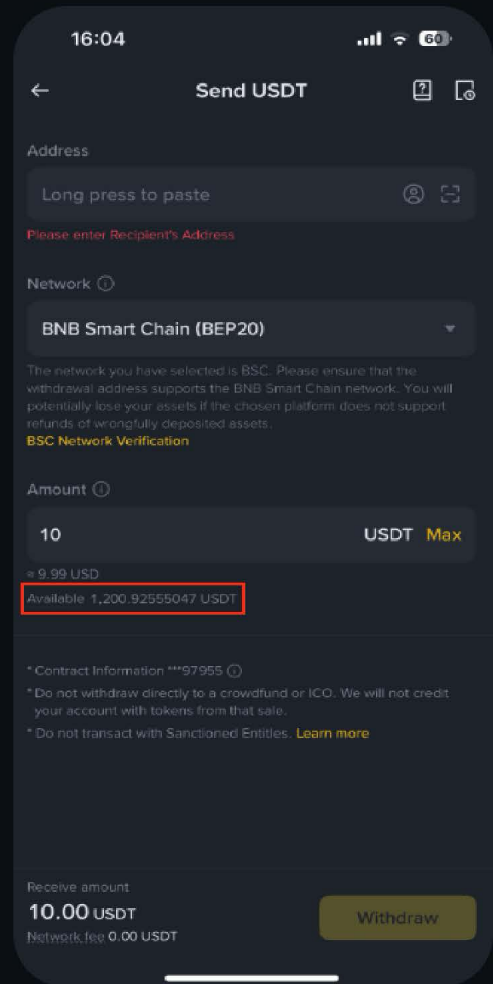 16:04
60
Send USDT
Address
Long press to paste
Please enter Recipient's Address
Network
BNB Smart Chain (BEP20)
The network you have selected is BSC. Please ensure that the
withdrawal address supports the BNB Smart Chain network. You will
potentially lose your assets if the chosen platform does not support
refunds of wrongfully deposited assets.
BSC Network Verification
Amount
10 USDT Max
≈ 9.99 USD
Available 1,200.92555047 USDT
* Contract Information ***97955
* Do not withdraw directly to a crowdfund or ICO. We will not credit
your account with tokens from that sale.
* Do not transact with Sanctioned Entities. Learn more
Receive amount
10.00 USDT
Network fee 0.00 USDT
Withdraw